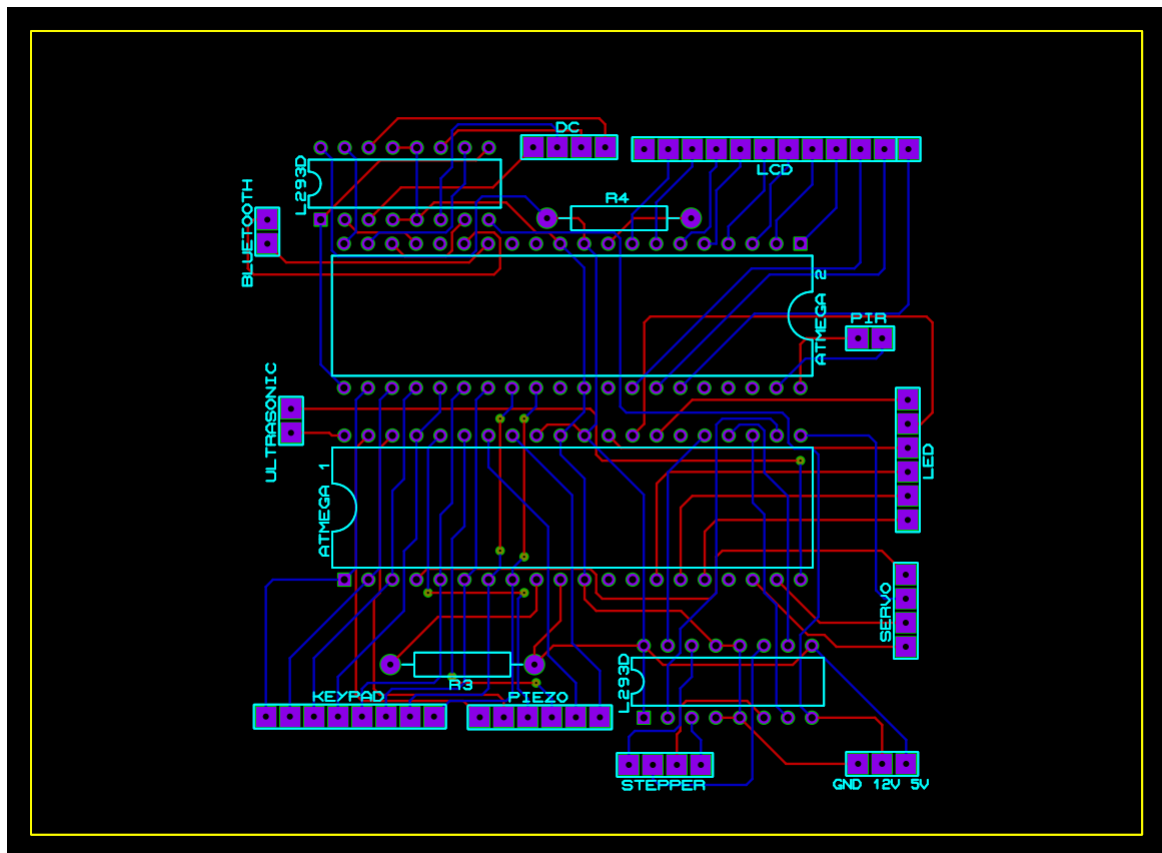 DC
LCD
L293D
R4
BLUETOOTH
ATMEGA 2
PIR
ULTRASONIC
LED
ATMEGA 1
SERVO
R3
L293D
KEYPAD
PIEZO
STEPPER
GND 12V 5V